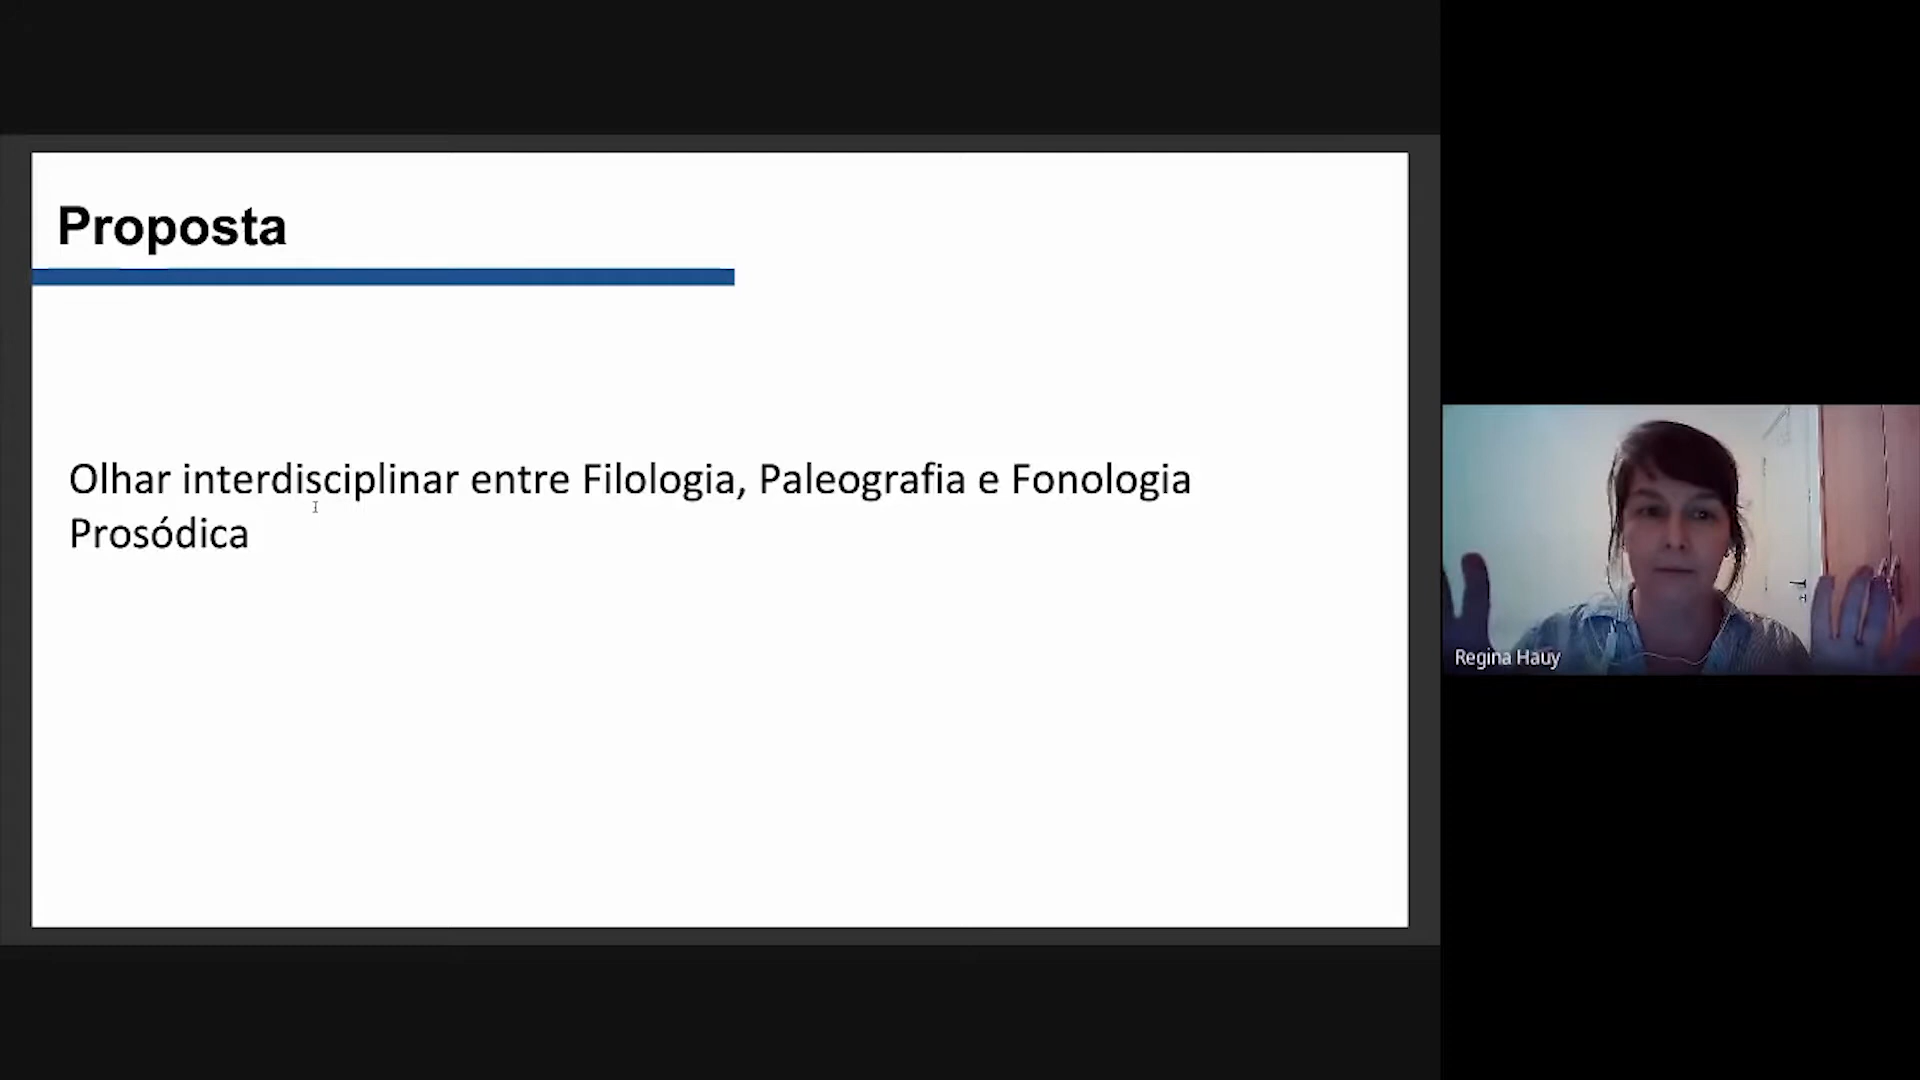 Proposta
Olhar interdisciplinar entre Filologia, Paleografia e Fonologia
Prosódica
Regina Hauy